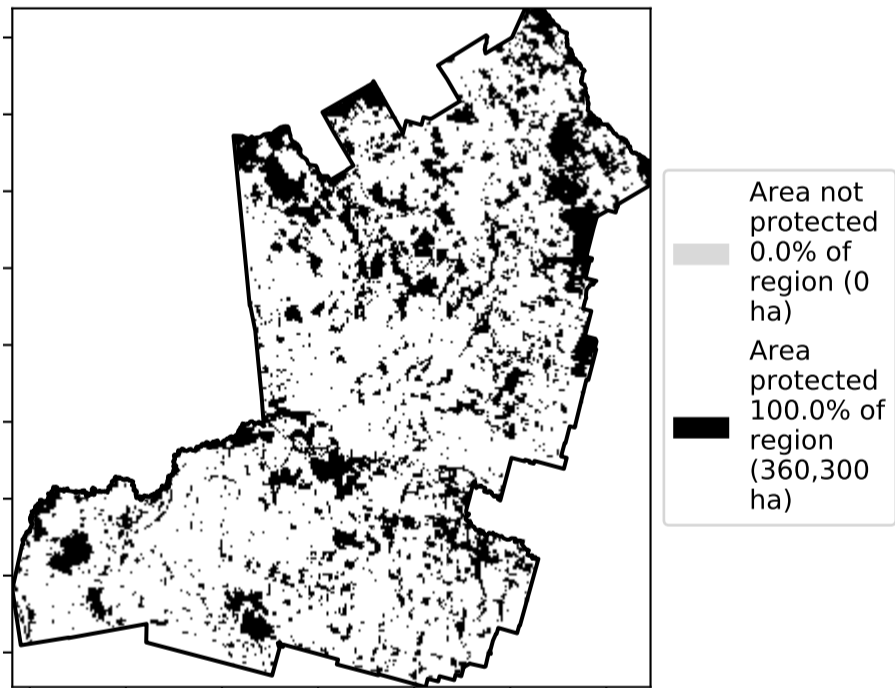 Area not
protected
0.0% of
region (0
ha)
Area
protected
100.0% of
region
(360,300
ha)